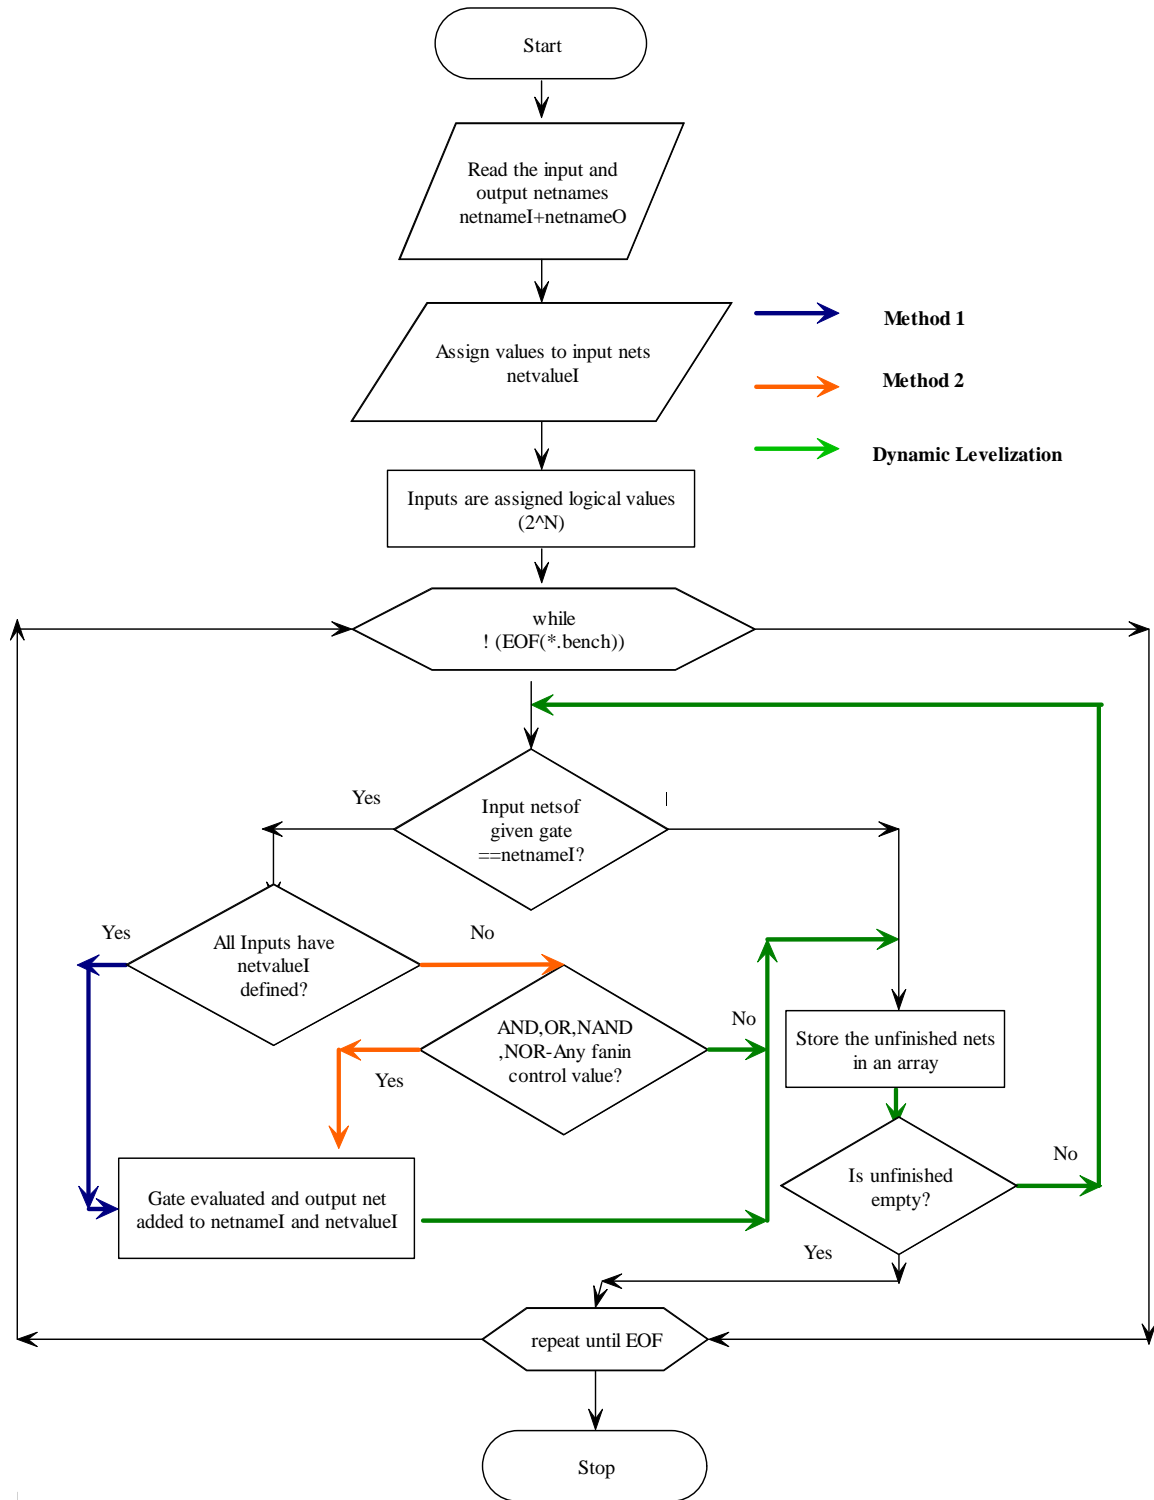 Start
Read the input and
output netnames
netnameI+netnameO
Assign values to input nets
netvalueI
Method 1
Method 2
Dynamic Levelization
Inputs are assigned logical values
(2^N)
while
! (EOF(*.bench))
Yes
Input netsof
given gate
==netnameI?
Yes
All Inputs have
netvalueI
defined?
No
AND,OR,NAND
,NOR-Any fanin
control value?
No
Yes
Store the unfinished nets
in an array
Gate evaluated and output net
added to netnameI and netvalueI
Is unfinished
empty?
No
Yes
repeat until EOF
Stop